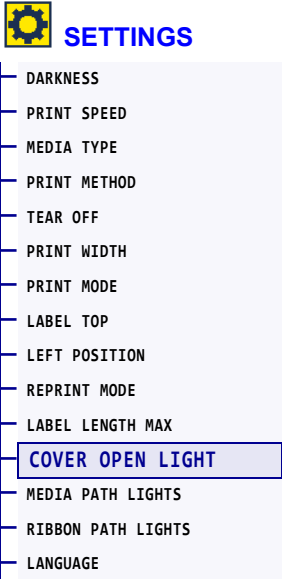 SETTINGS
DARKNESS
PRINT SPEED
MEDIA TYPE
PRINT METHOD
TEAR OFF
PRINT WIDTH
PRINT MODE
LABEL TOP
LEFT POSITION
REPRINT MODE
LABEL LENGTH MAX
COVER OPEN LIGHT
MEDIA PATH LIGHTS
RIBBON PATH LIGHTS
LANGUAGE